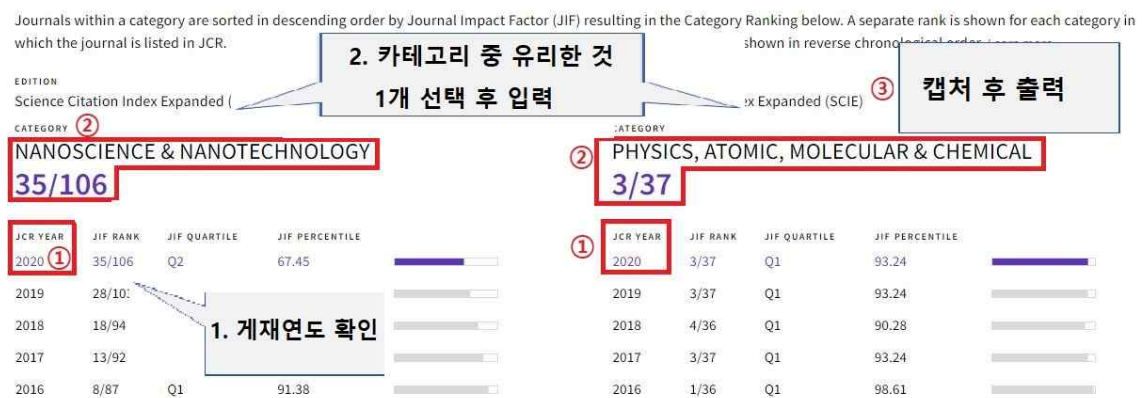 Journals within a category are sorted in descending order by Journal Impact Factor (JIF) resulting in the Category Ranking below. A separate rank is shown for each category in
which the journal is listed in JCR. shown in reverse
2. 카테고리 중 유리한 것
1개 선택 후 입력
③ 캡처 후 출력
EDITION
Science Citation Index Expanded (
CATEGORY ②
NANOSCIENCE & NANOTECHNOLOGY
35/106
JCR YEAR JIF RANK JIF QUARTILE JIF PERCENTILE
2020 ① 35/106 Q2 67.45
2019 28/10
2018 18/94
2017 13/92
2016 8/87 Q1 91.38
1. 게재연도 확인
Expanded (SCIE)
CATEGORY
② PHYSICS, ATOMIC, MOLECULAR & CHEMICAL
3/37
① JCR YEAR JIF RANK JIF QUARTILE JIF PERCENTILE
2020 3/37 Q1 93.24
2019 3/37 Q1 93.24
2018 4/36 Q1 90.28
2017 3/37 Q1 93.24
2016 1/36 Q1 98.61